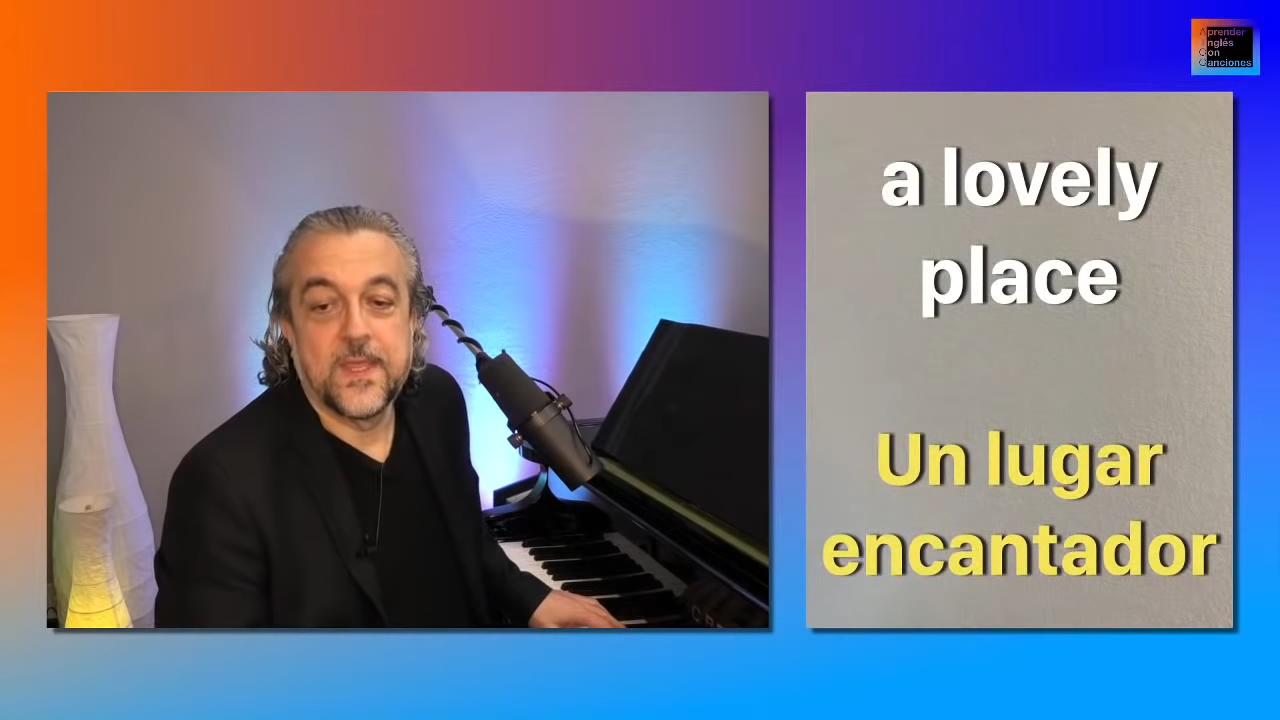 Aprender
Inglés
Con
Canciones
a lovely
place
Un lugar
encantador